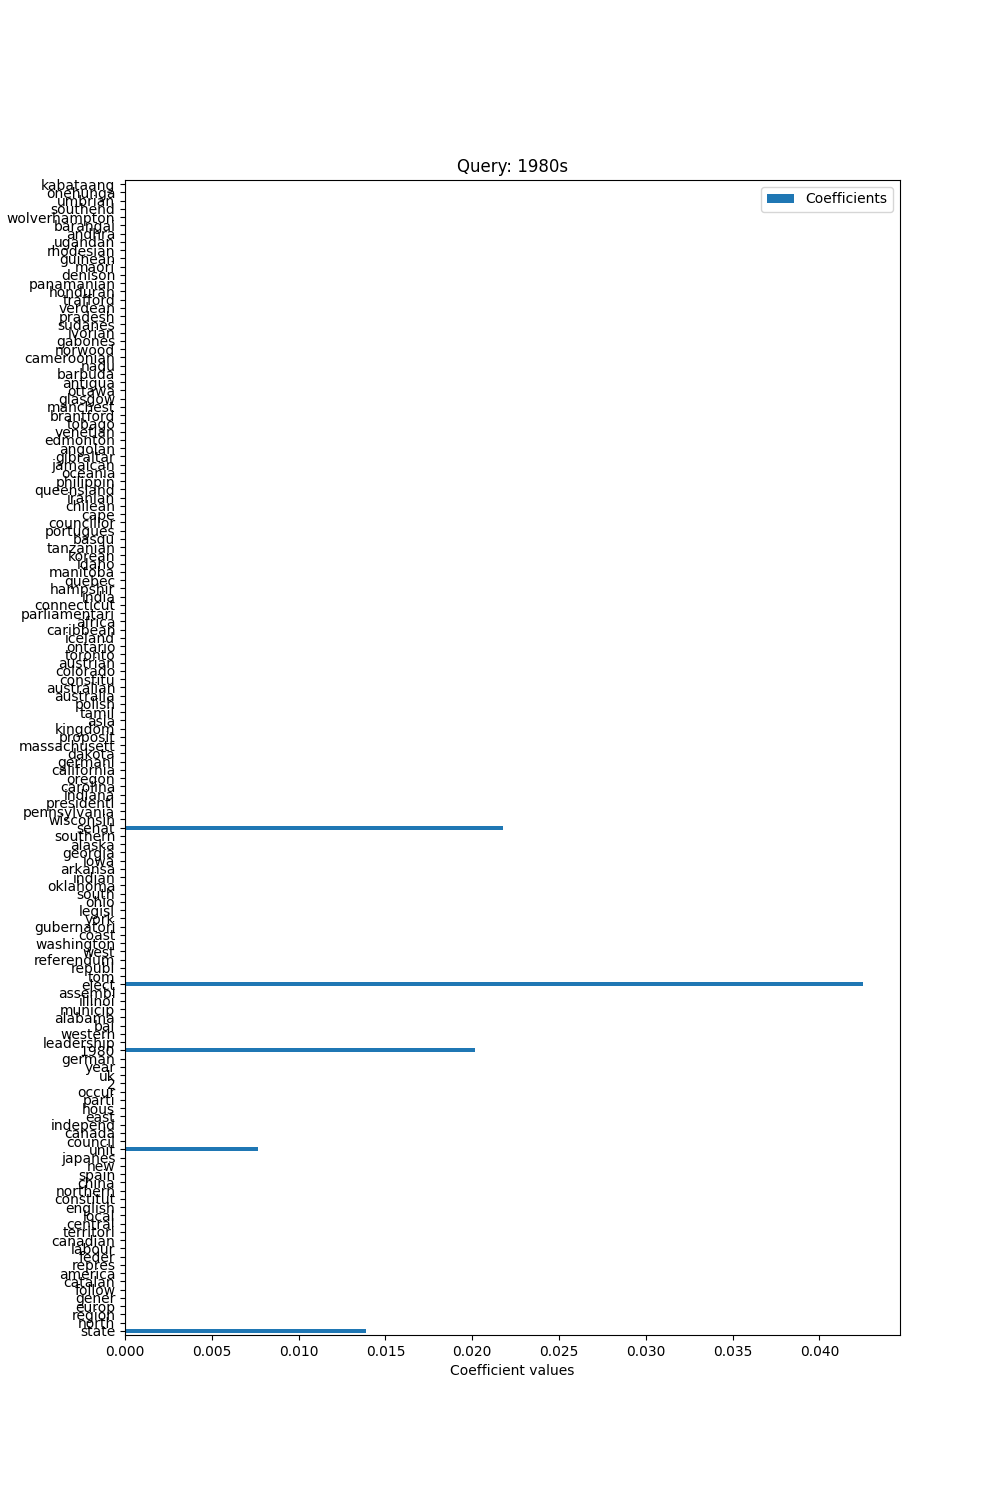 Query: 1980s
Coefficients
kabataang
onehunga
umbrian
southend
wolverhampton
barangai
andhra
ugandan
rhodesian
guinean
maori
denison
panamanian
honduran
trafford
verdean
pradesh
sudanes
ivorian
gabones
norwood
cameroonian
nadu
barbuda
antigua
ottawa
glasgow
manchest
brantford
tobago
venetian
edmonton
angolan
gibraltar
jamaican
oceania
philippin
queensland
iranian
chilean
cape
councillor
portugues
basqu
tanzanian
korean
idaho
manitoba
quebec
hampshir
india
connecticut
parliamentari
africa
caribbean
iceland
ontario
toronto
austrian
colorado
constitu
australian
australia
polish
tamil
asia
kingdom
proposit
massachusett
dakota
germani
california
oregon
carolina
indiana
presidenti
pennsylvania
wisconsin
senat
southern
alaska
georgia
iowa
arkansa
indian
oklahoma
south
ohio
legisl
york
gubernatori
coast
washington
west
referendum
republ
tom
elect
assembl
illinoi
municip
alabama
bai
western
leadership
1980
german
year
uk
2
occur
parti
hous
east
independ
canada
council
unit
japanes
new
spain
china
northern
constitut
english
local
central
territori
canadian
labour
feder
repres
america
catalan
follow
gener
europ
region
north
state
0.000 0.005 0.010 0.015 0.020 0.025 0.030 0.035 0.040
Coefficient values